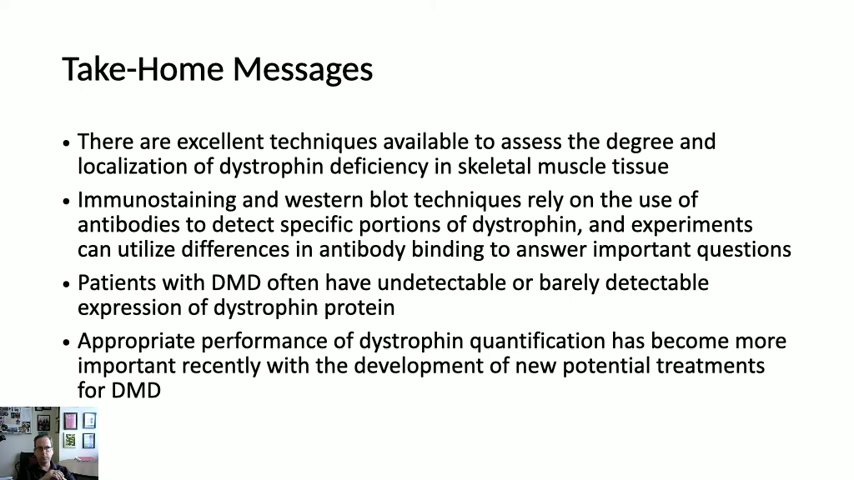 Take-Home Messages
• There are excellent techniques available to assess the degree and
localization of dystrophin deficiency in skeletal muscle tissue
• Immunostaining and western blot techniques rely on the use of
antibodies to detect specific portions of dystrophin, and experiments
can utilize differences in antibody binding to answer important questions
• Patients with DMD often have undetectable or barely detectable
expression of dystrophin protein
• Appropriate performance of dystrophin quantification has become more
important recently with the development of new potential treatments
for DMD